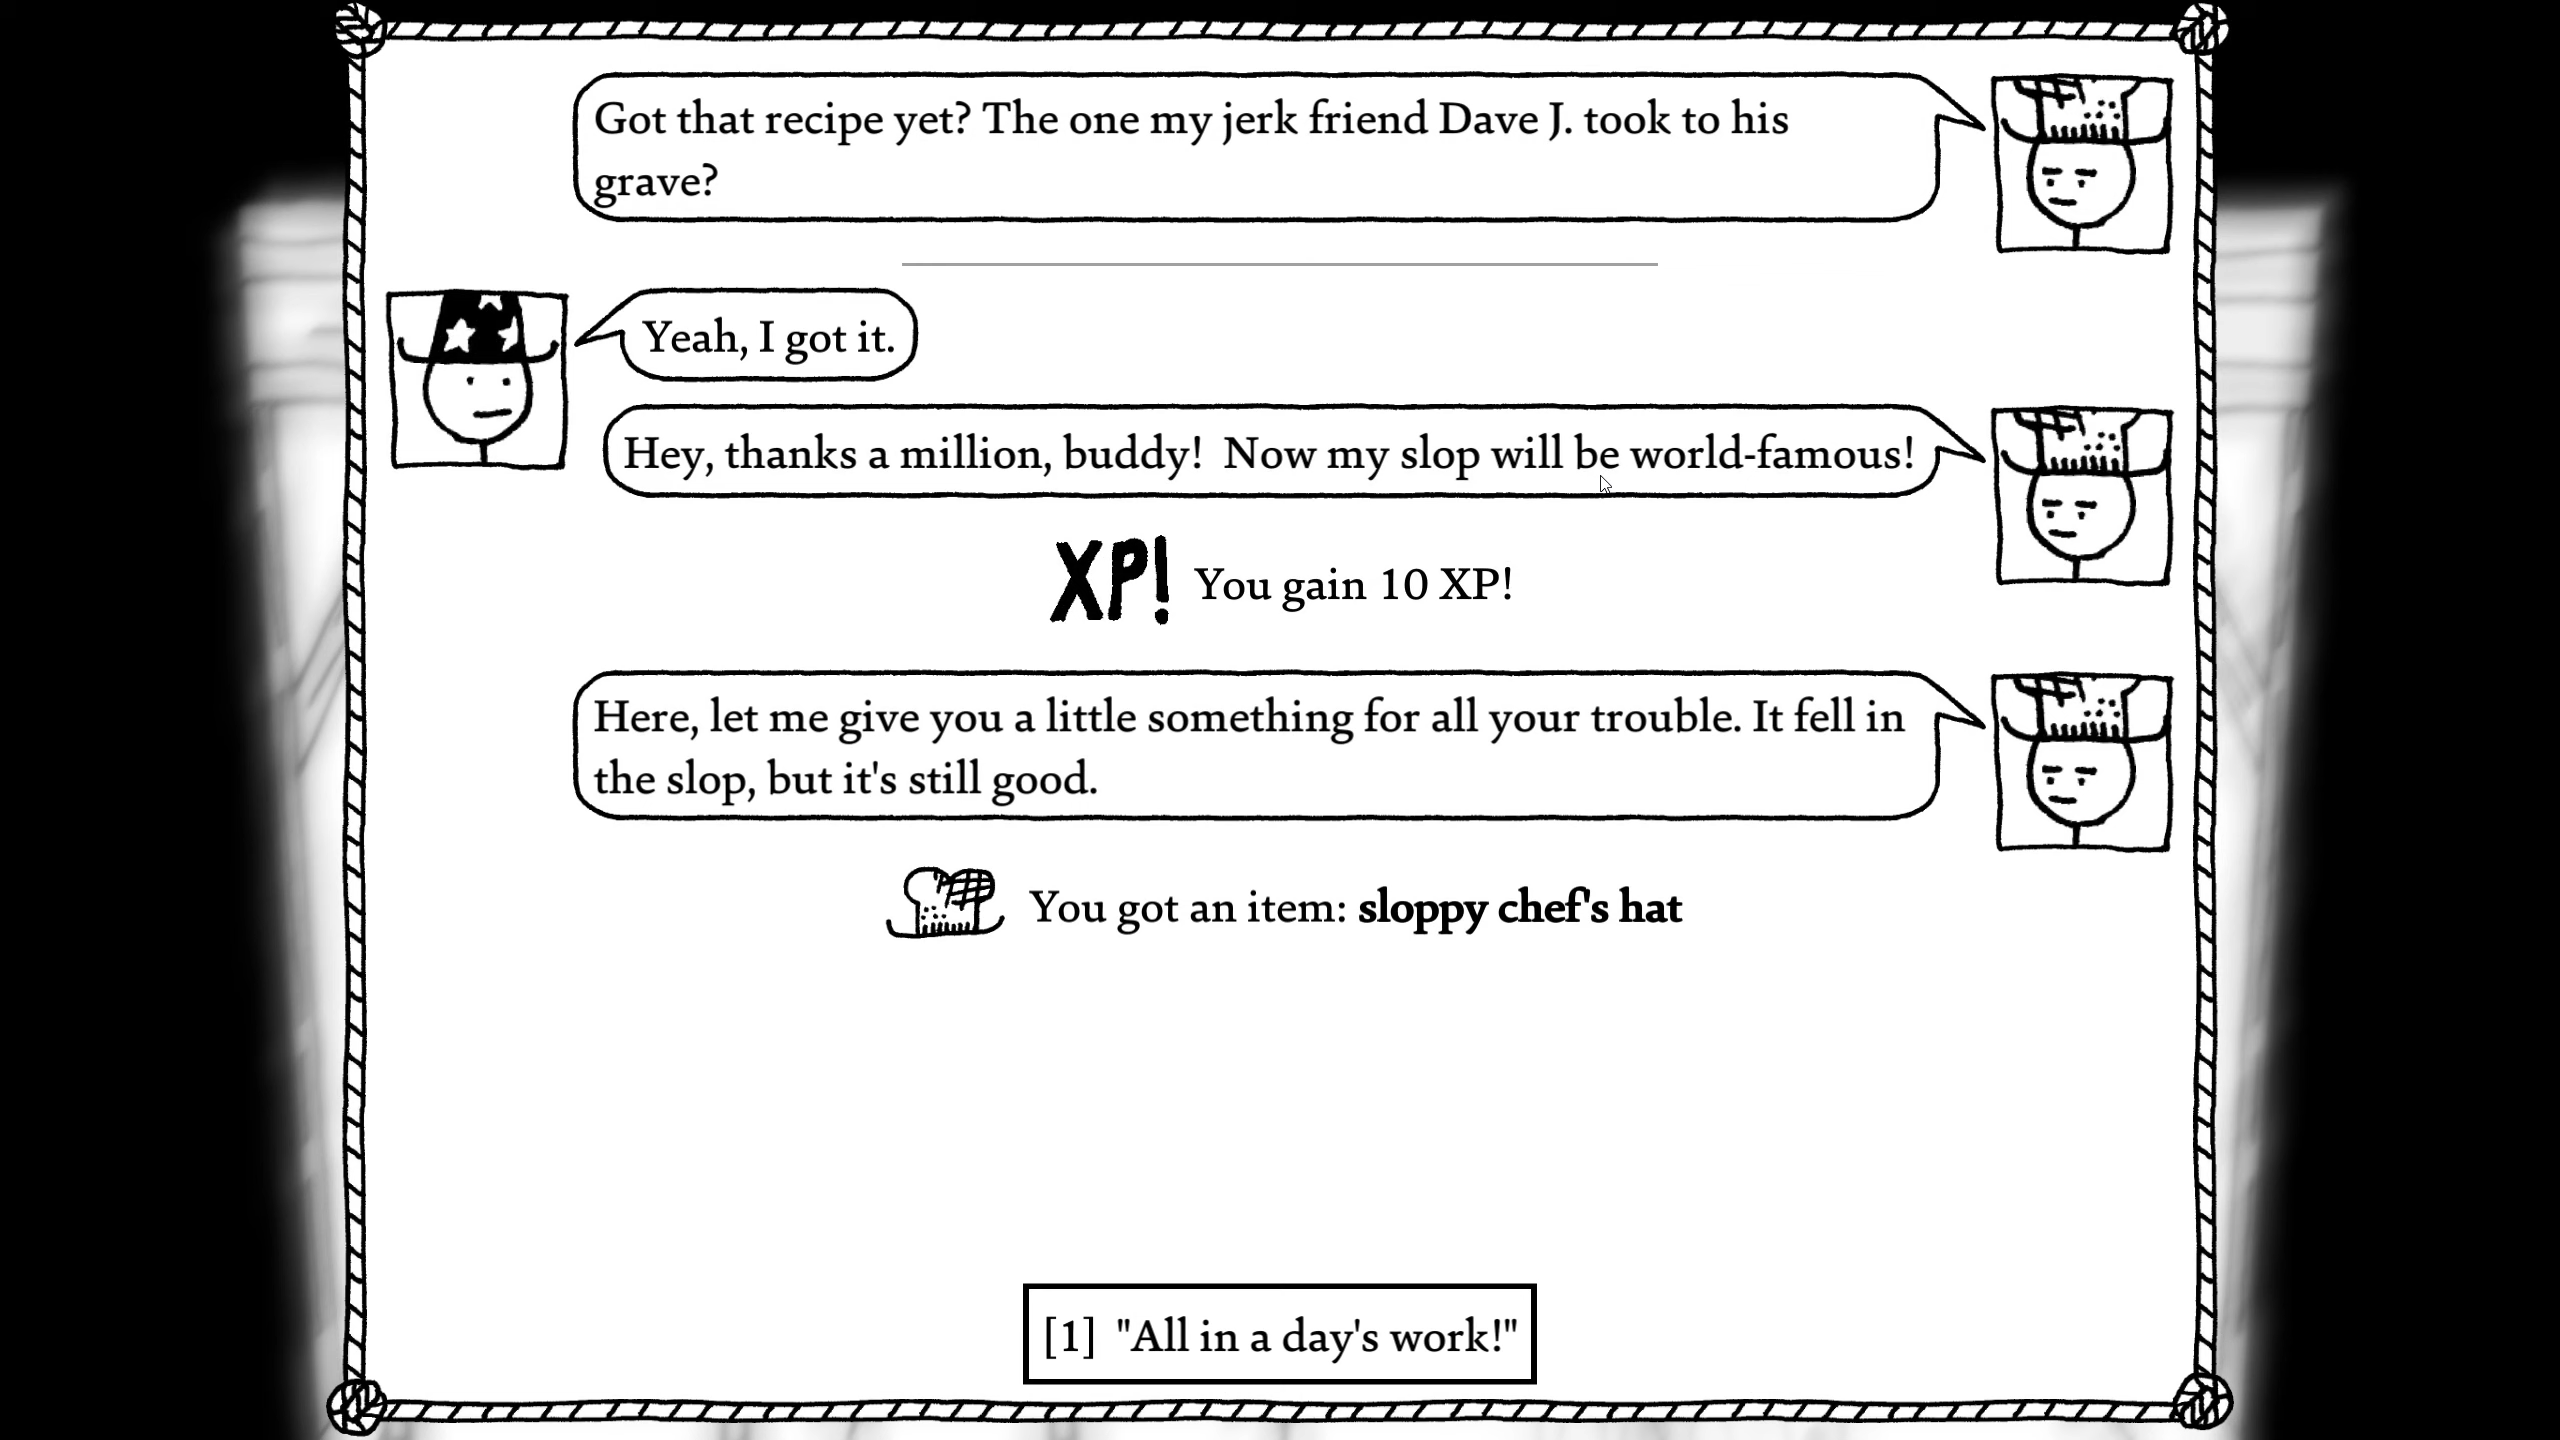 Got that recipe yet? The one my jerk friend Dave J. took to his
grave?
Yeah, I got it.
Hey, thanks a million, buddy!  Now my slop will be world-famous!
XP! You gain 10 XP!
Here, let me give you a little something for all your trouble. It fell in
the slop, but it's still good.
You got an item: sloppy chef's hat
[1] "All in a day's work!"